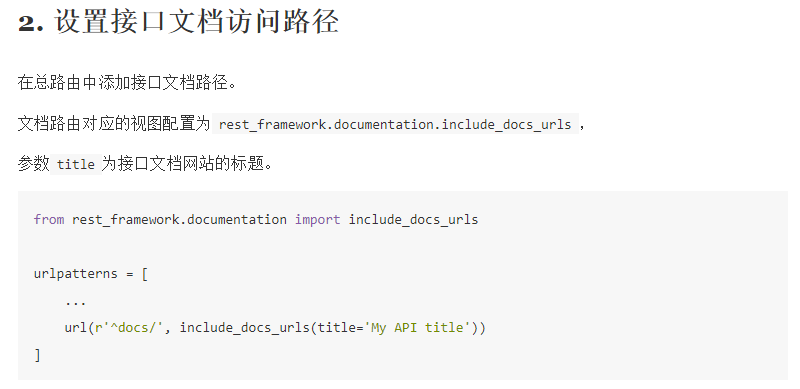 2. 设置接口文档访问路径
在总路由中添加接口文档路径。
文档路由对应的视图配置为 rest_framework.documentation.include_docs_urls ，
参数 title 为接口文档网站的标题。
from rest_framework.documentation import include_docs_urls
urlpatterns = [
    ...
    url(r'^docs/', include_docs_urls(title='My API title'))
]